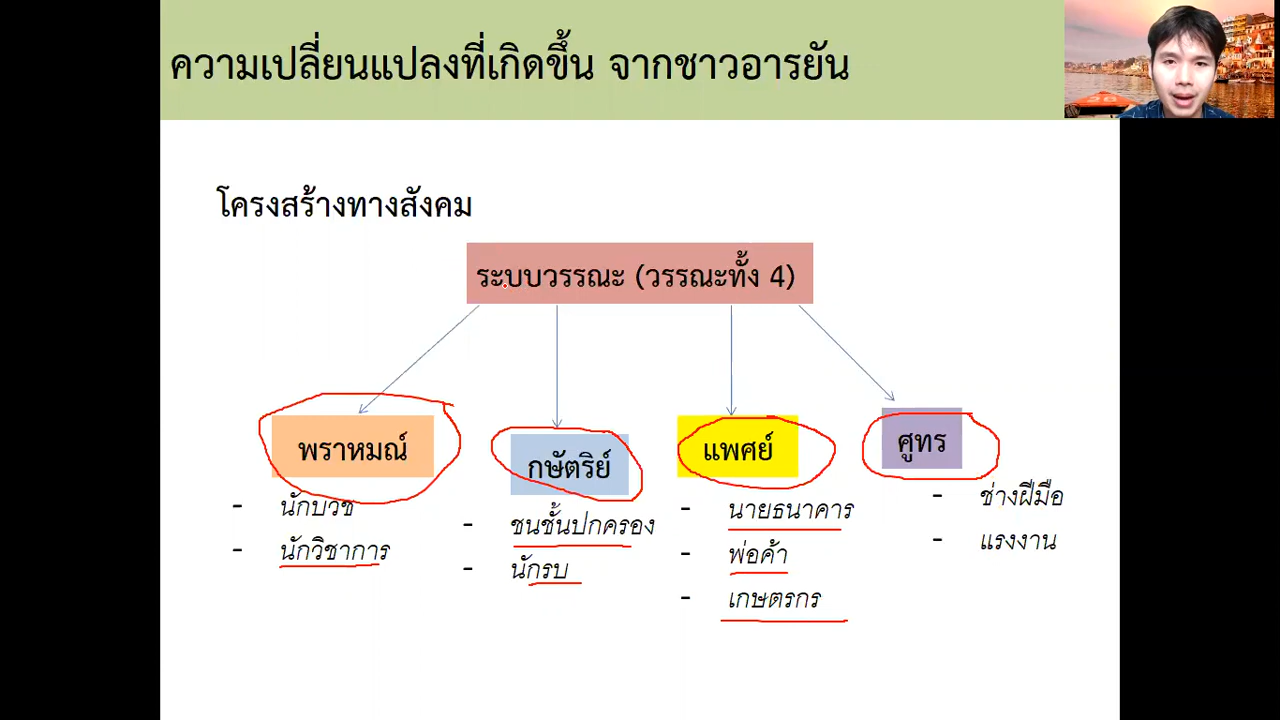 ความเปลี่ยนแปลงที่เกิดขึ้น จากชาวอารยัน
โครงสร้างทางสังคม
ระบบวรรณะ (วรรณะทั้ง 4)
พราหมณ์
- นักบวช
- นักวิชาการ
กษัตริย์
- ชนชั้นปกครอง
- นักรบ
แพศย์
- นายธนาคาร
- พ่อค้า
- เกษตรกร
ศูทร
- ช่างฝีมือ
- แรงงาน